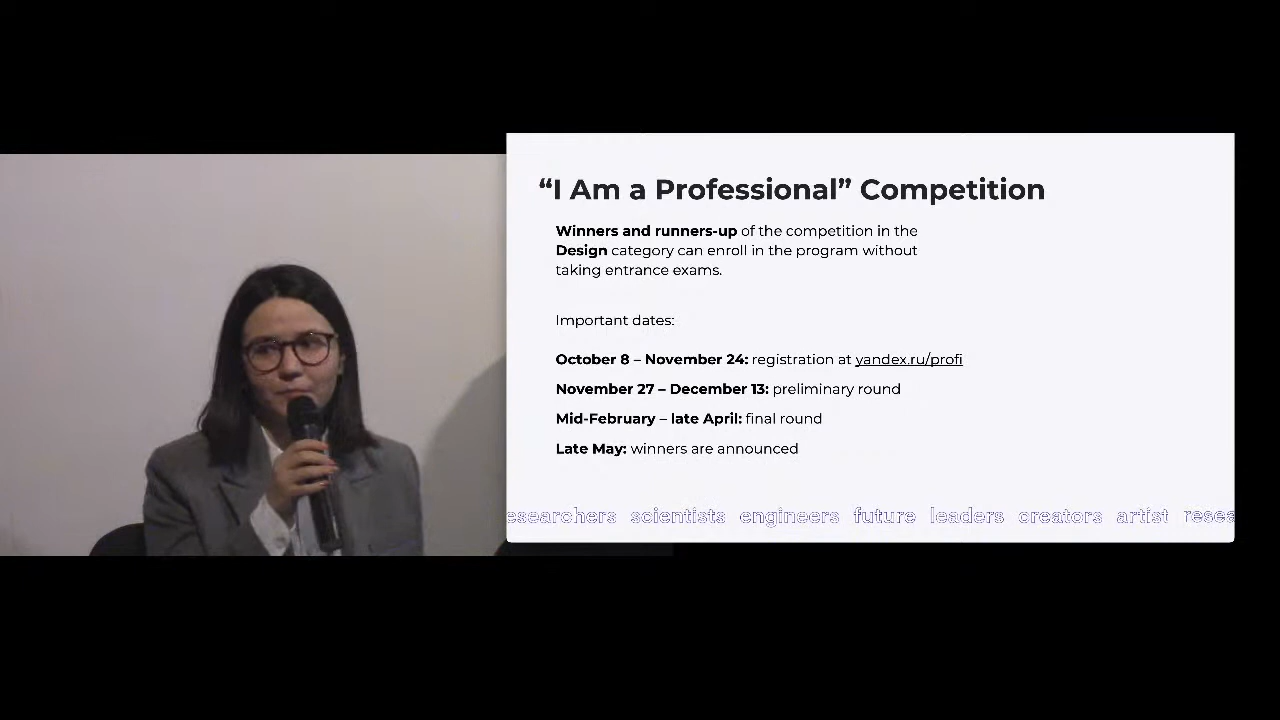 “I Am a Professional” Competition
Winners and runners-up of the competition in the
Design category can enroll in the program without
taking entrance exams.
Important dates:
October 8 – November 24: registration at yandex.ru/profi
November 27 – December 13: preliminary round
Mid-February – late April: final round
Late May: winners are announced
esearchers scientists engineers future leaders creators artist resea